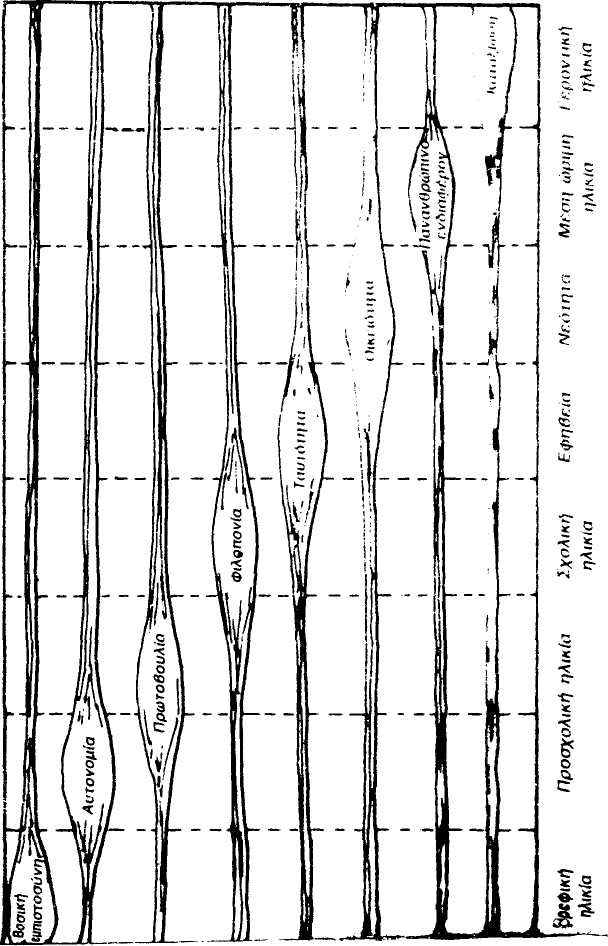 Βασική
εμπιστοσύνη
Αυτονομία
Πρωτοβουλία
Φιλοπονία
Ταυτότητα
Οικειότητα
Πανανθρώπινο
ενδιαφέρον
Βρεφική
ηλικία
Προσχολική ηλικία
Σχολική
ηλικία
Εφηβεία
Νεότητα
Μέση ώριμη
ηλικία
Γεροντική
ηλικία